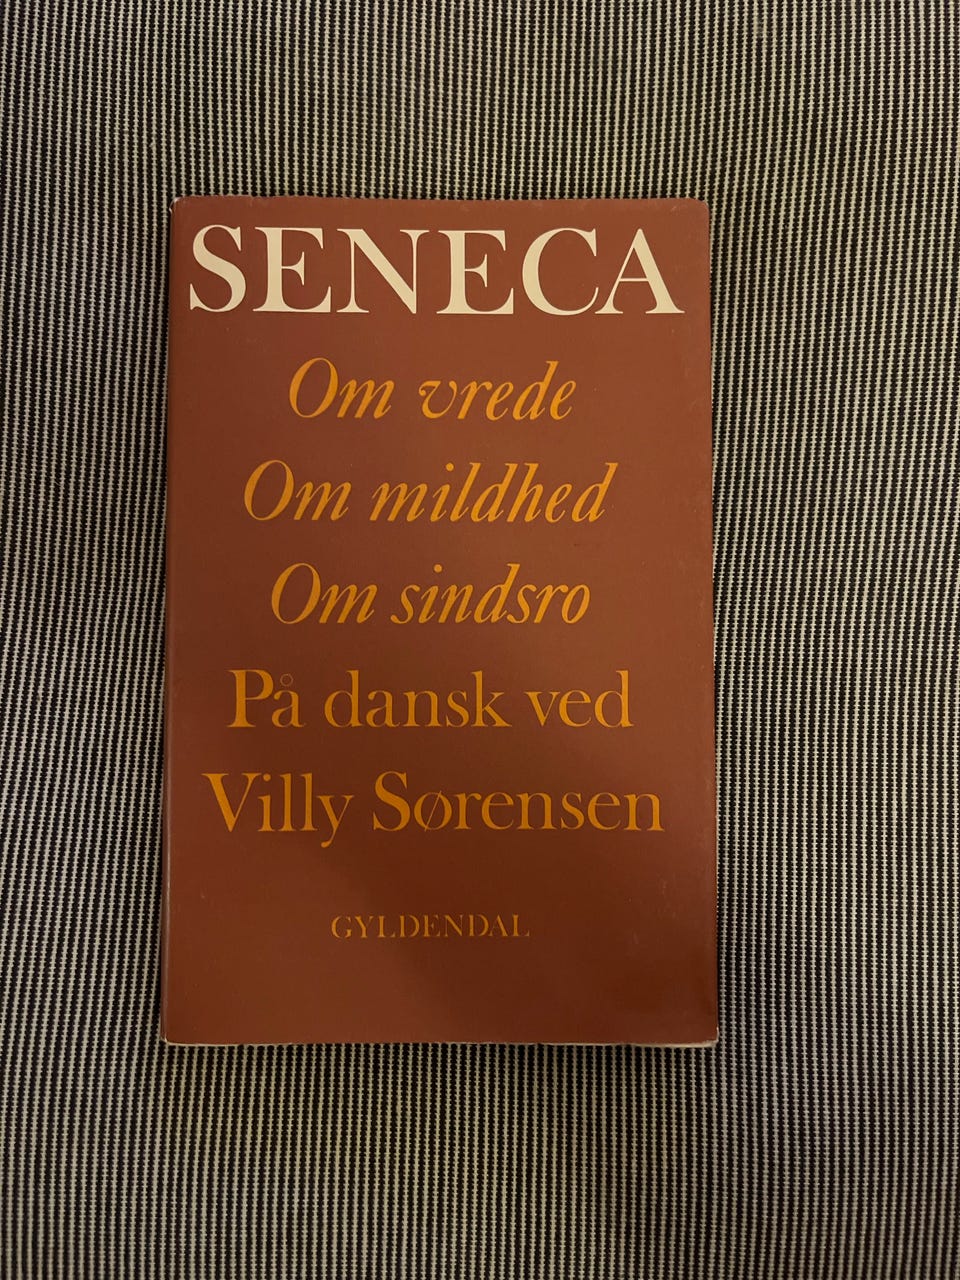 SENECA
Om vrede
Om mildhed
Om sindsro
På dansk ved
Villy Sørensen
GYLDENDAL